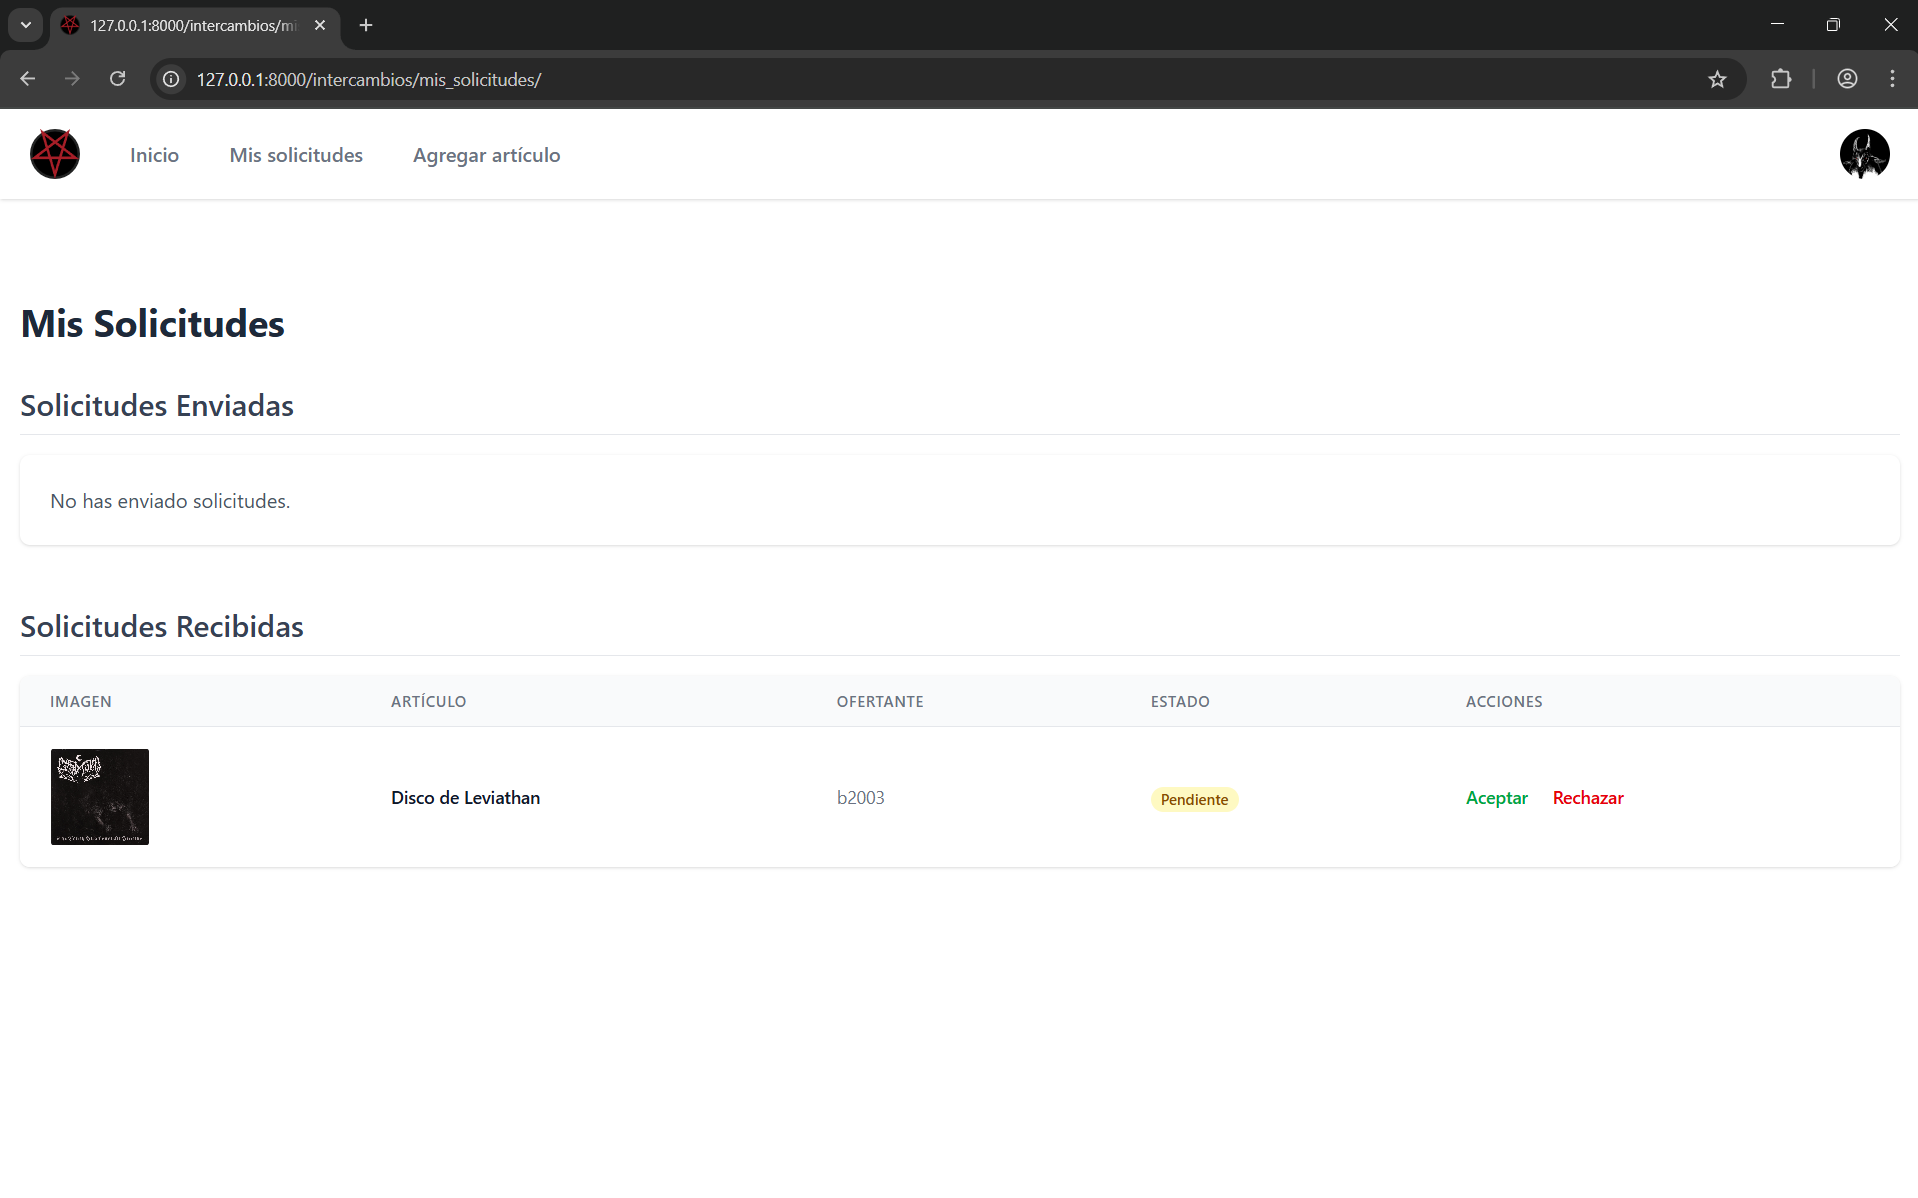 127.0.0.1:8000/intercambios/mi
127.0.0.1:8000/intercambios/mis_solicitudes/
Inicio
Mis solicitudes
Agregar artículo
Mis Solicitudes
Solicitudes Enviadas
No has enviado solicitudes.
Solicitudes Recibidas
IMAGEN ARTÍCULO OFERTANTE ESTADO ACCIONES
Disco de Leviathan b2003 Pendiente Aceptar Rechazar